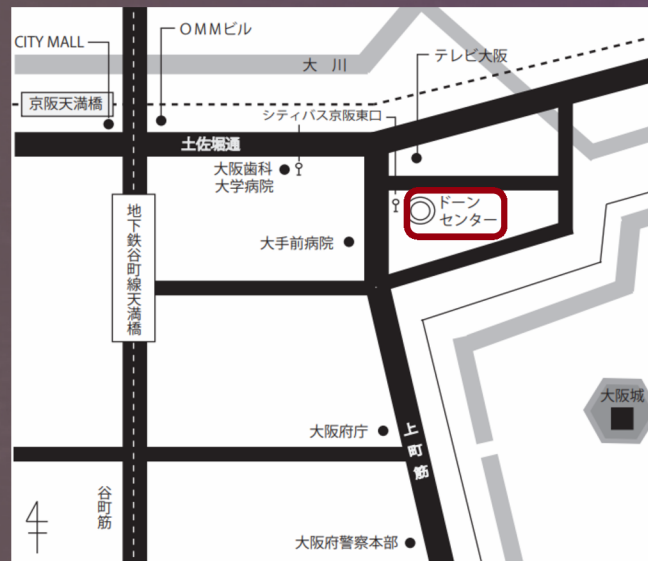 CITY MALL
OMMビル
大 川
テレビ大阪
京阪天満橋
シティバス京阪東口
土佐堀通
大阪歯科
大学病院
ドーン
センター
地下鉄谷町線天満橋
大手前病院
大阪城
大阪府庁
上町筋
谷町筋
大阪府警察本部